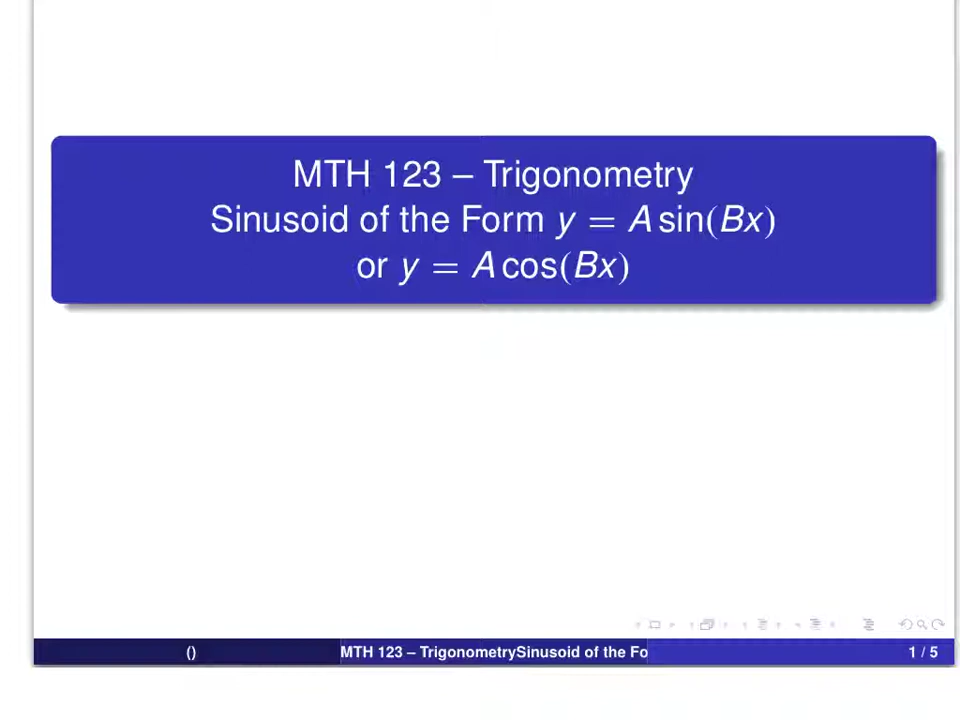 MTH 123 – Trigonometry
Sinusoid of the Form y = A sin(Bx)
or y = A cos(Bx)
() MTH 123 – TrigonometrySinusoid of the Fo 1 / 5